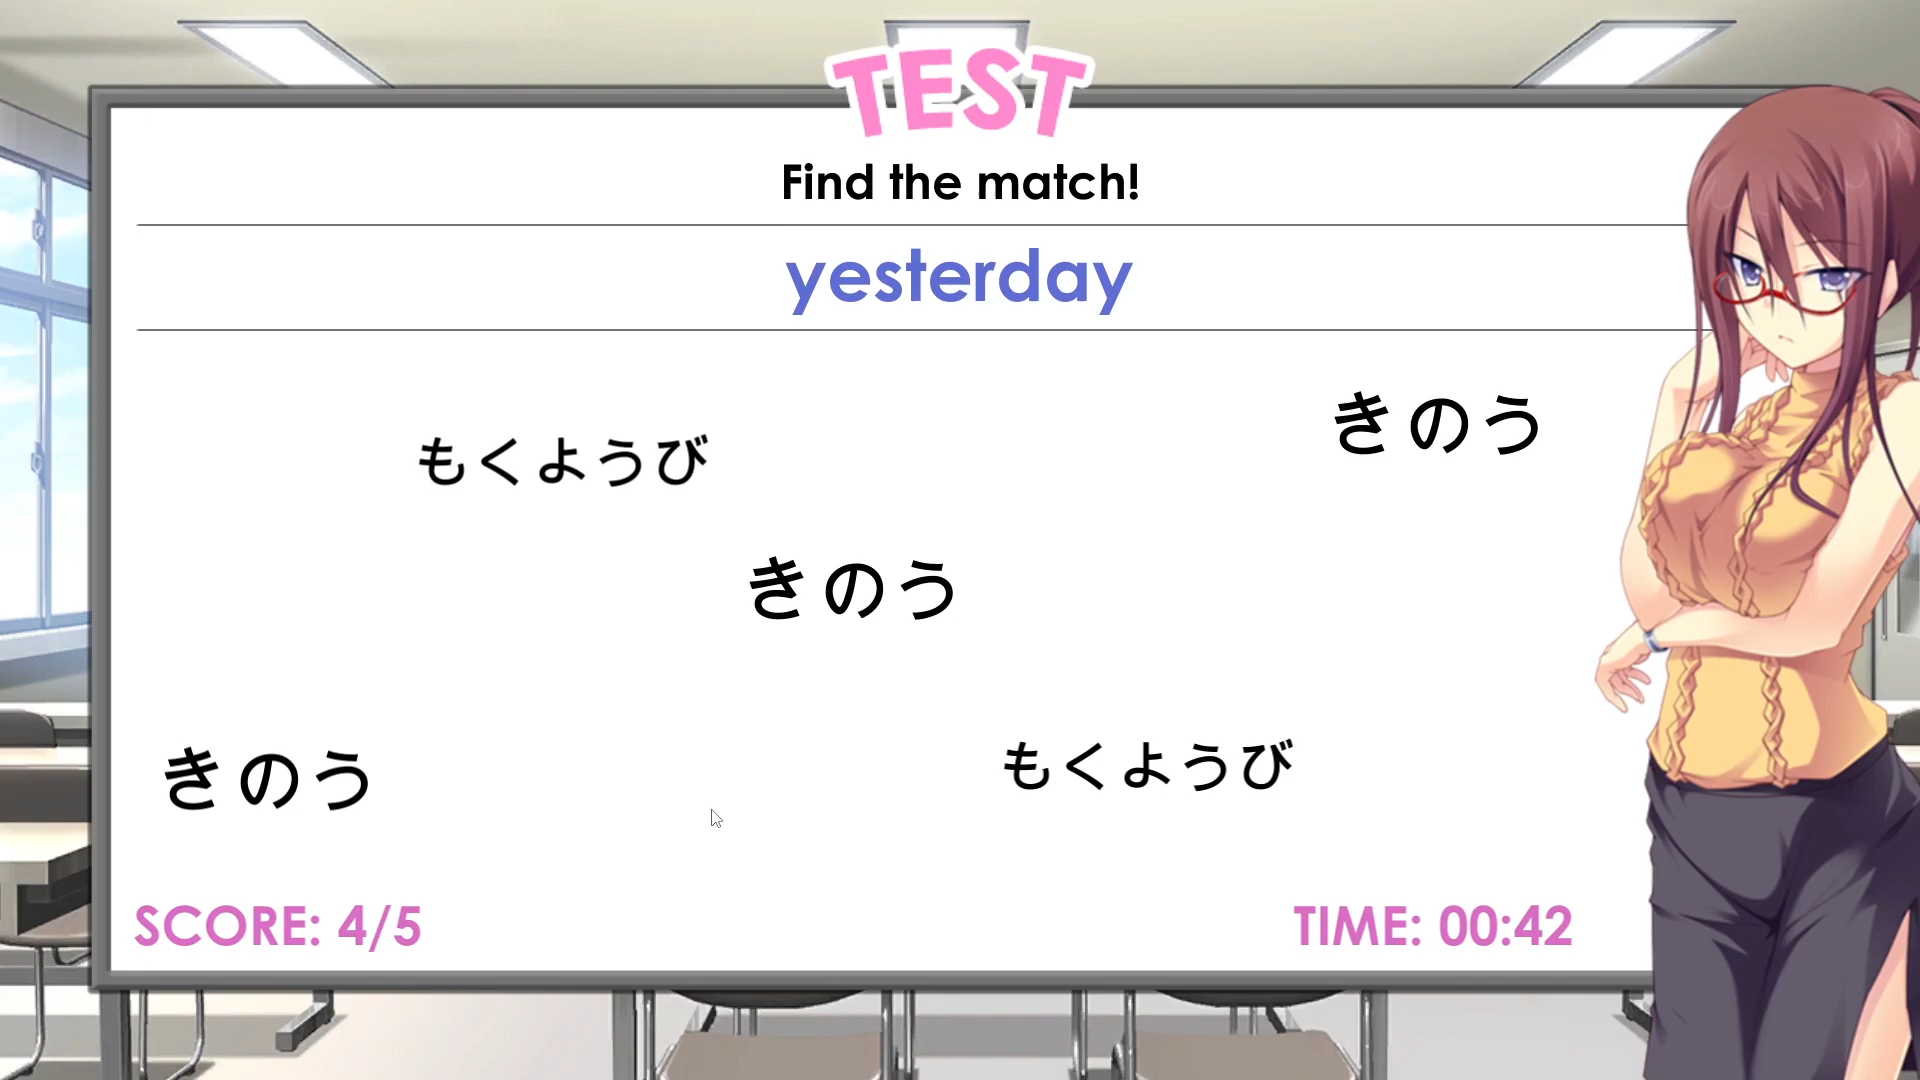 TEST
Find the match!
yesterday
きのう
もくようび
きのう
もくようび
きのう
SCORE: 4/5
TIME: 00:42